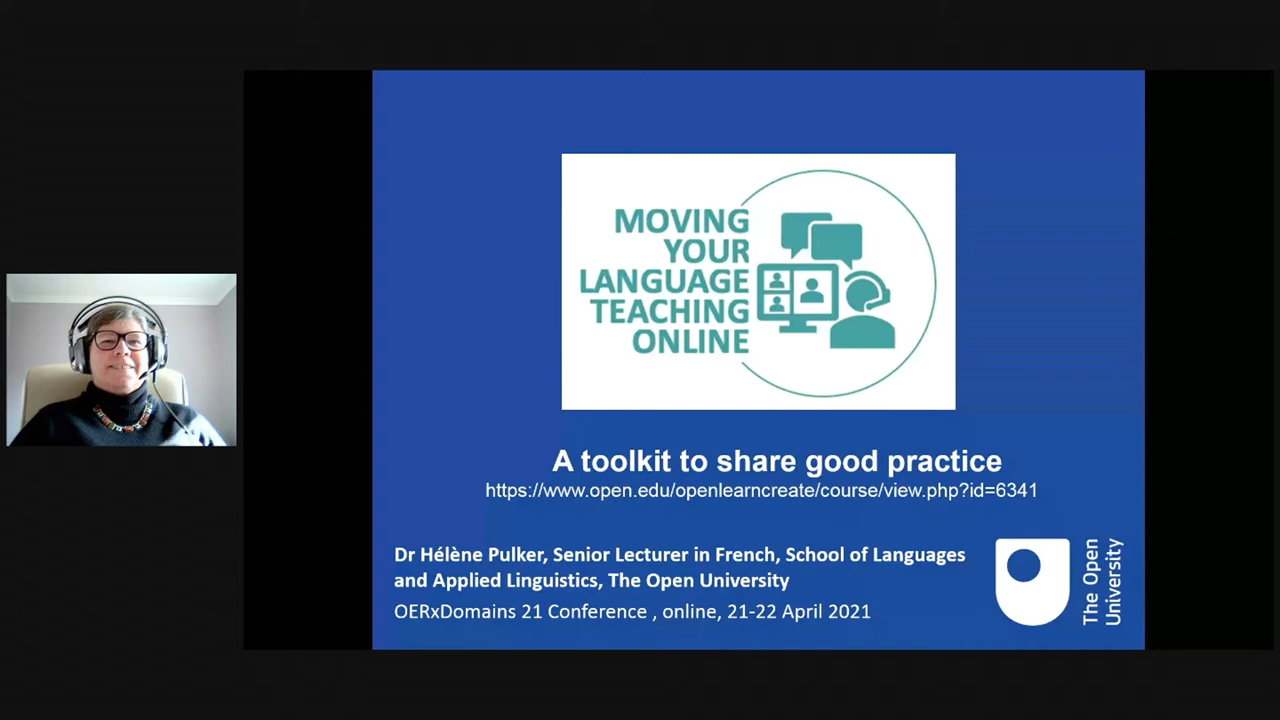 MOVING
YOUR
LANGUAGE
TEACHING
ONLINE
A toolkit to share good practice
https://www.open.edu/openlearncreate/course/view.php?id=6341
Dr Hélène Pulker, Senior Lecturer in French, School of Languages
and Applied Linguistics, The Open University
OERxDomains 21 Conference , online, 21-22 April 2021
The Open
University